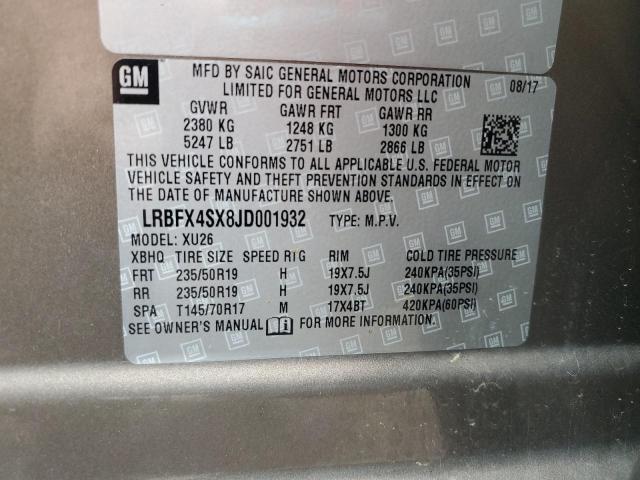 GM
MFD BY SAIC GENERAL MOTORS CORPORATION
LIMITED FOR GENERAL MOTORS LLC 08/17
GVWR GAWR FRT GAWR RR
2380 KG 1248 KG 1300 KG
5247 LB 2751 LB 2866 LB
THIS VEHICLE CONFORMS TO ALL APPLICABLE U.S. FEDERAL MOTOR
VEHICLE SAFETY AND THEFT PREVENTION STANDARDS IN EFFECT ON
THE DATE OF MANUFACTURE SHOWN ABOVE.
LRBFX4SX8JD001932 TYPE: M.P.V.
MODEL: XU26
XBHQ TIRE SIZE SPEED RTG RIM COLD TIRE PRESSURE
FRT 235/50R19 H 19X7.5J 240KPA(35PSI)
RR 235/50R19 H 19X7.5J 240KPA(35PSI)
SPA T145/70R17 M 17X4BT 420KPA(60PSI)
SEE OWNER'S MANUAL FOR MORE INFORMATION.